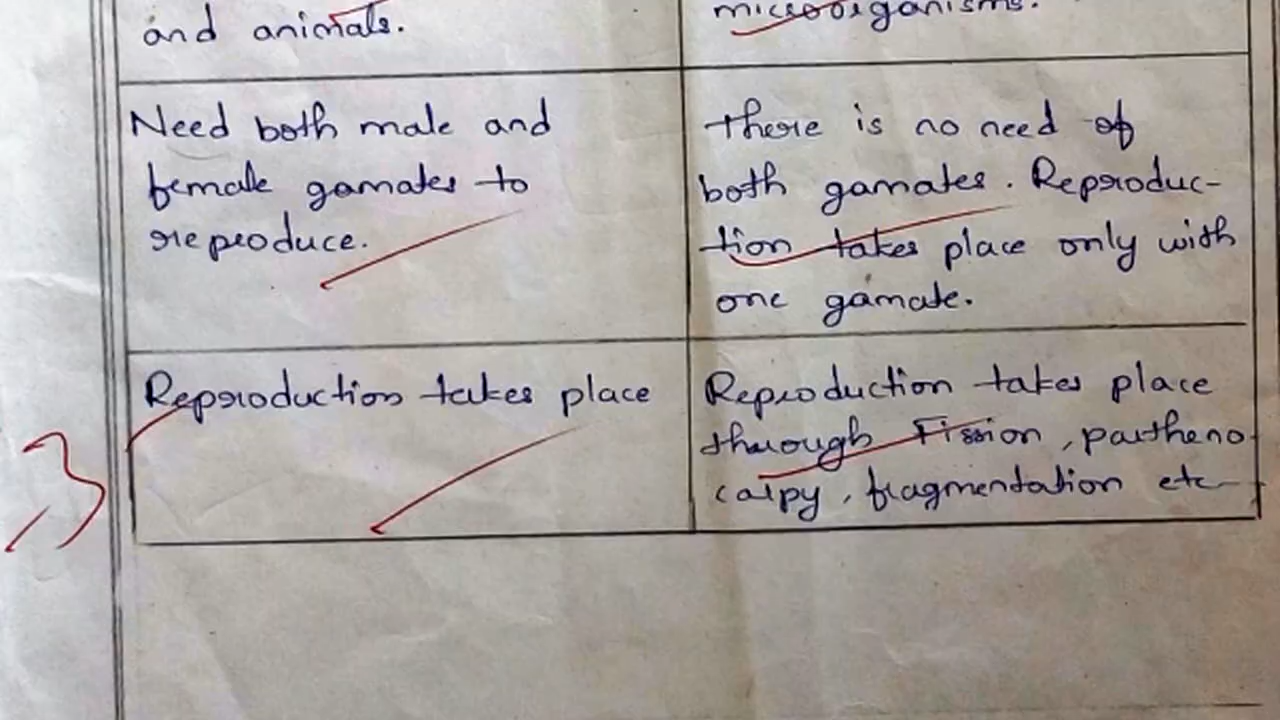 and animals.
microorganisms.
Need both male and
female gamates to
reproduce.
There is no need of
both gamates. Reproduc-
tion takes place only with
one gamate.
Reproduction takes place
Reproduction takes place
through Fission, partheno
carpy, fragmentation etc
3